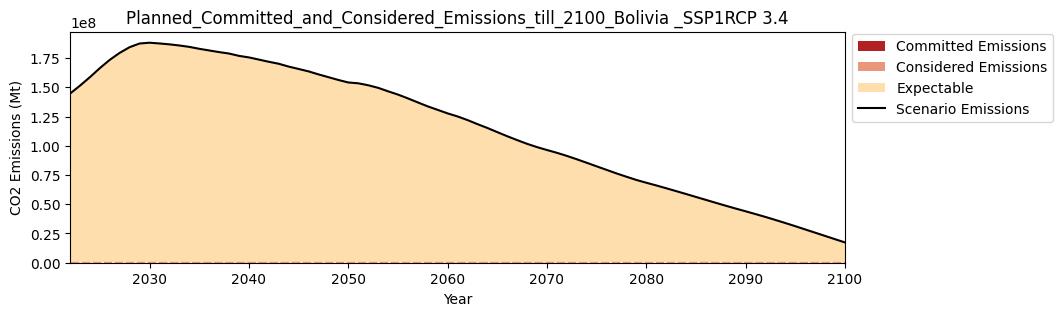 Planned_Committed_and_Considered_Emissions_till_2100_Bolivia _SSP1RCP 3.4
1e8
CO2 Emissions (Mt)
1.75
1.50
1.25
1.00
0.75
0.50
0.25
0.00
2030 2040 2050 2060 2070 2080 2090 2100
Year
Committed Emissions
Considered Emissions
Expectable
Scenario Emissions